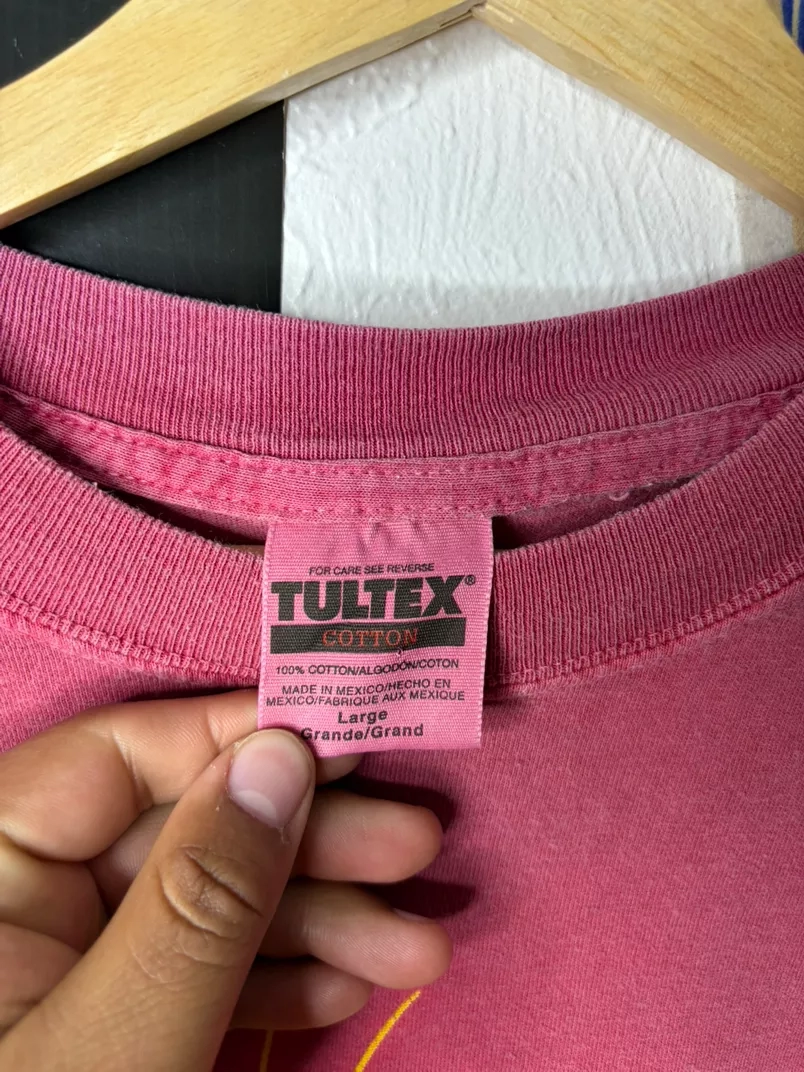 FOR CARE SEE REVERSE
TULTEX®
COTTON
100% COTTON/ALGODÓN/COTON
MADE IN MEXICO/HECHO EN
MEXICO/FABRIQUE AUX MEXIQUE
Large
Grande/Grand